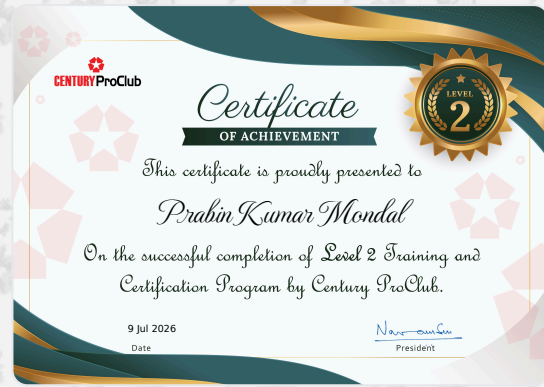 CENTURY ProClub
LEVEL
2
Certificate
OF ACHIEVEMENT
This certificate is proudly presented to
Prabin Kumar Mondal
On the successful completion of Level 2 Training and
Certification Program by Century ProClub.
9 Jul 2026
Date
President